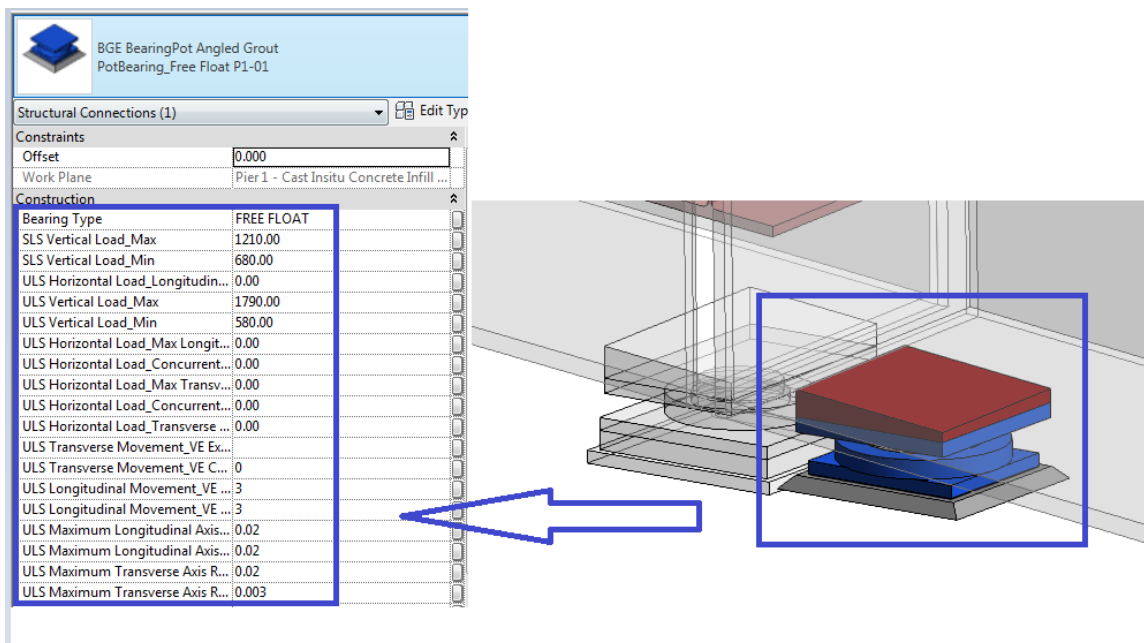 BGE BearingPot Angled Grout
PotBearing_Free Float P1-01
Structural Connections (1) Edit Typ
Constraints
Offset 0.000
Work Plane Pier 1 - Cast Insitu Concrete Infill ...
Construction
Bearing Type FREE FLOAT
SLS Vertical Load_Max 1210.00
SLS Vertical Load_Min 680.00
ULS Horizontal Load_Longitudin... 0.00
ULS Vertical Load_Max 1790.00
ULS Vertical Load_Min 580.00
ULS Horizontal Load_Max Longit... 0.00
ULS Horizontal Load_Concurrent... 0.00
ULS Horizontal Load_Max Transv... 0.00
ULS Horizontal Load_Concurrent... 0.00
ULS Horizontal Load_Transverse ... 0.00
ULS Transverse Movement_VE Ex...
ULS Transverse Movement_VE C... 0
ULS Longitudinal Movement_VE ... 3
ULS Longitudinal Movement_VE ... 3
ULS Maximum Longitudinal Axis... 0.02
ULS Maximum Longitudinal Axis... 0.02
ULS Maximum Transverse Axis R... 0.02
ULS Maximum Transverse Axis R... 0.003